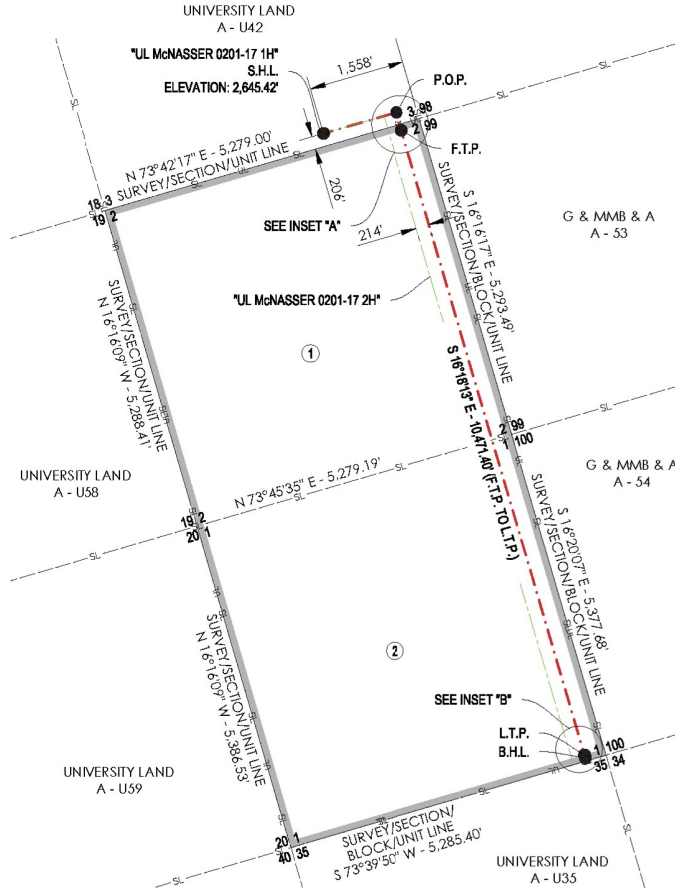 UNIVERSITY LAND
A - U42
"UL McNASSER 0201-17 1H"
S.H.L.
ELEVATION: 2,645.42'
1,558'
P.O.P.
3 98
2 99
F.T.P.
SL
N 73°42'17" E - 5,279.00'
SURVEY/SECTION/UNIT LINE
206'
18 3
19 2
SEE INSET "A"
214'
S 16°16'17" E - 5,293.49'
SURVEY/SECTION/BLOCK/UNIT LINE
G & MMB & A
A - 53
"UL McNASSER 0201-17 2H"
SURVEY/SECTION/UNIT LINE
N 16°16'09" W - 5,288.41'
1
S 16°18'13" E - 10,471.40' (F.T.P. TO L.T.P.)
2 99
1 100
UNIVERSITY LAND
A - U58
N 73°45'35" E - 5,279.19'
SL
G & MMB & A
A - 54
19 2
20 1
S 16°20'07" E - 5,377.68'
SURVEY/SECTION/BLOCK/UNIT LINE
SURVEY/SECTION/UNIT LINE
N 16°16'09" W - 5,386.53'
2
SEE INSET "B"
L.T.P.
B.H.L.
1 100
35 34
UNIVERSITY LAND
A - U59
20 1
40 35
SURVEY/SECTION/
BLOCK/UNIT LINE
S 73°39'50" W - 5,285.40'
UNIVERSITY LAND
A - U35